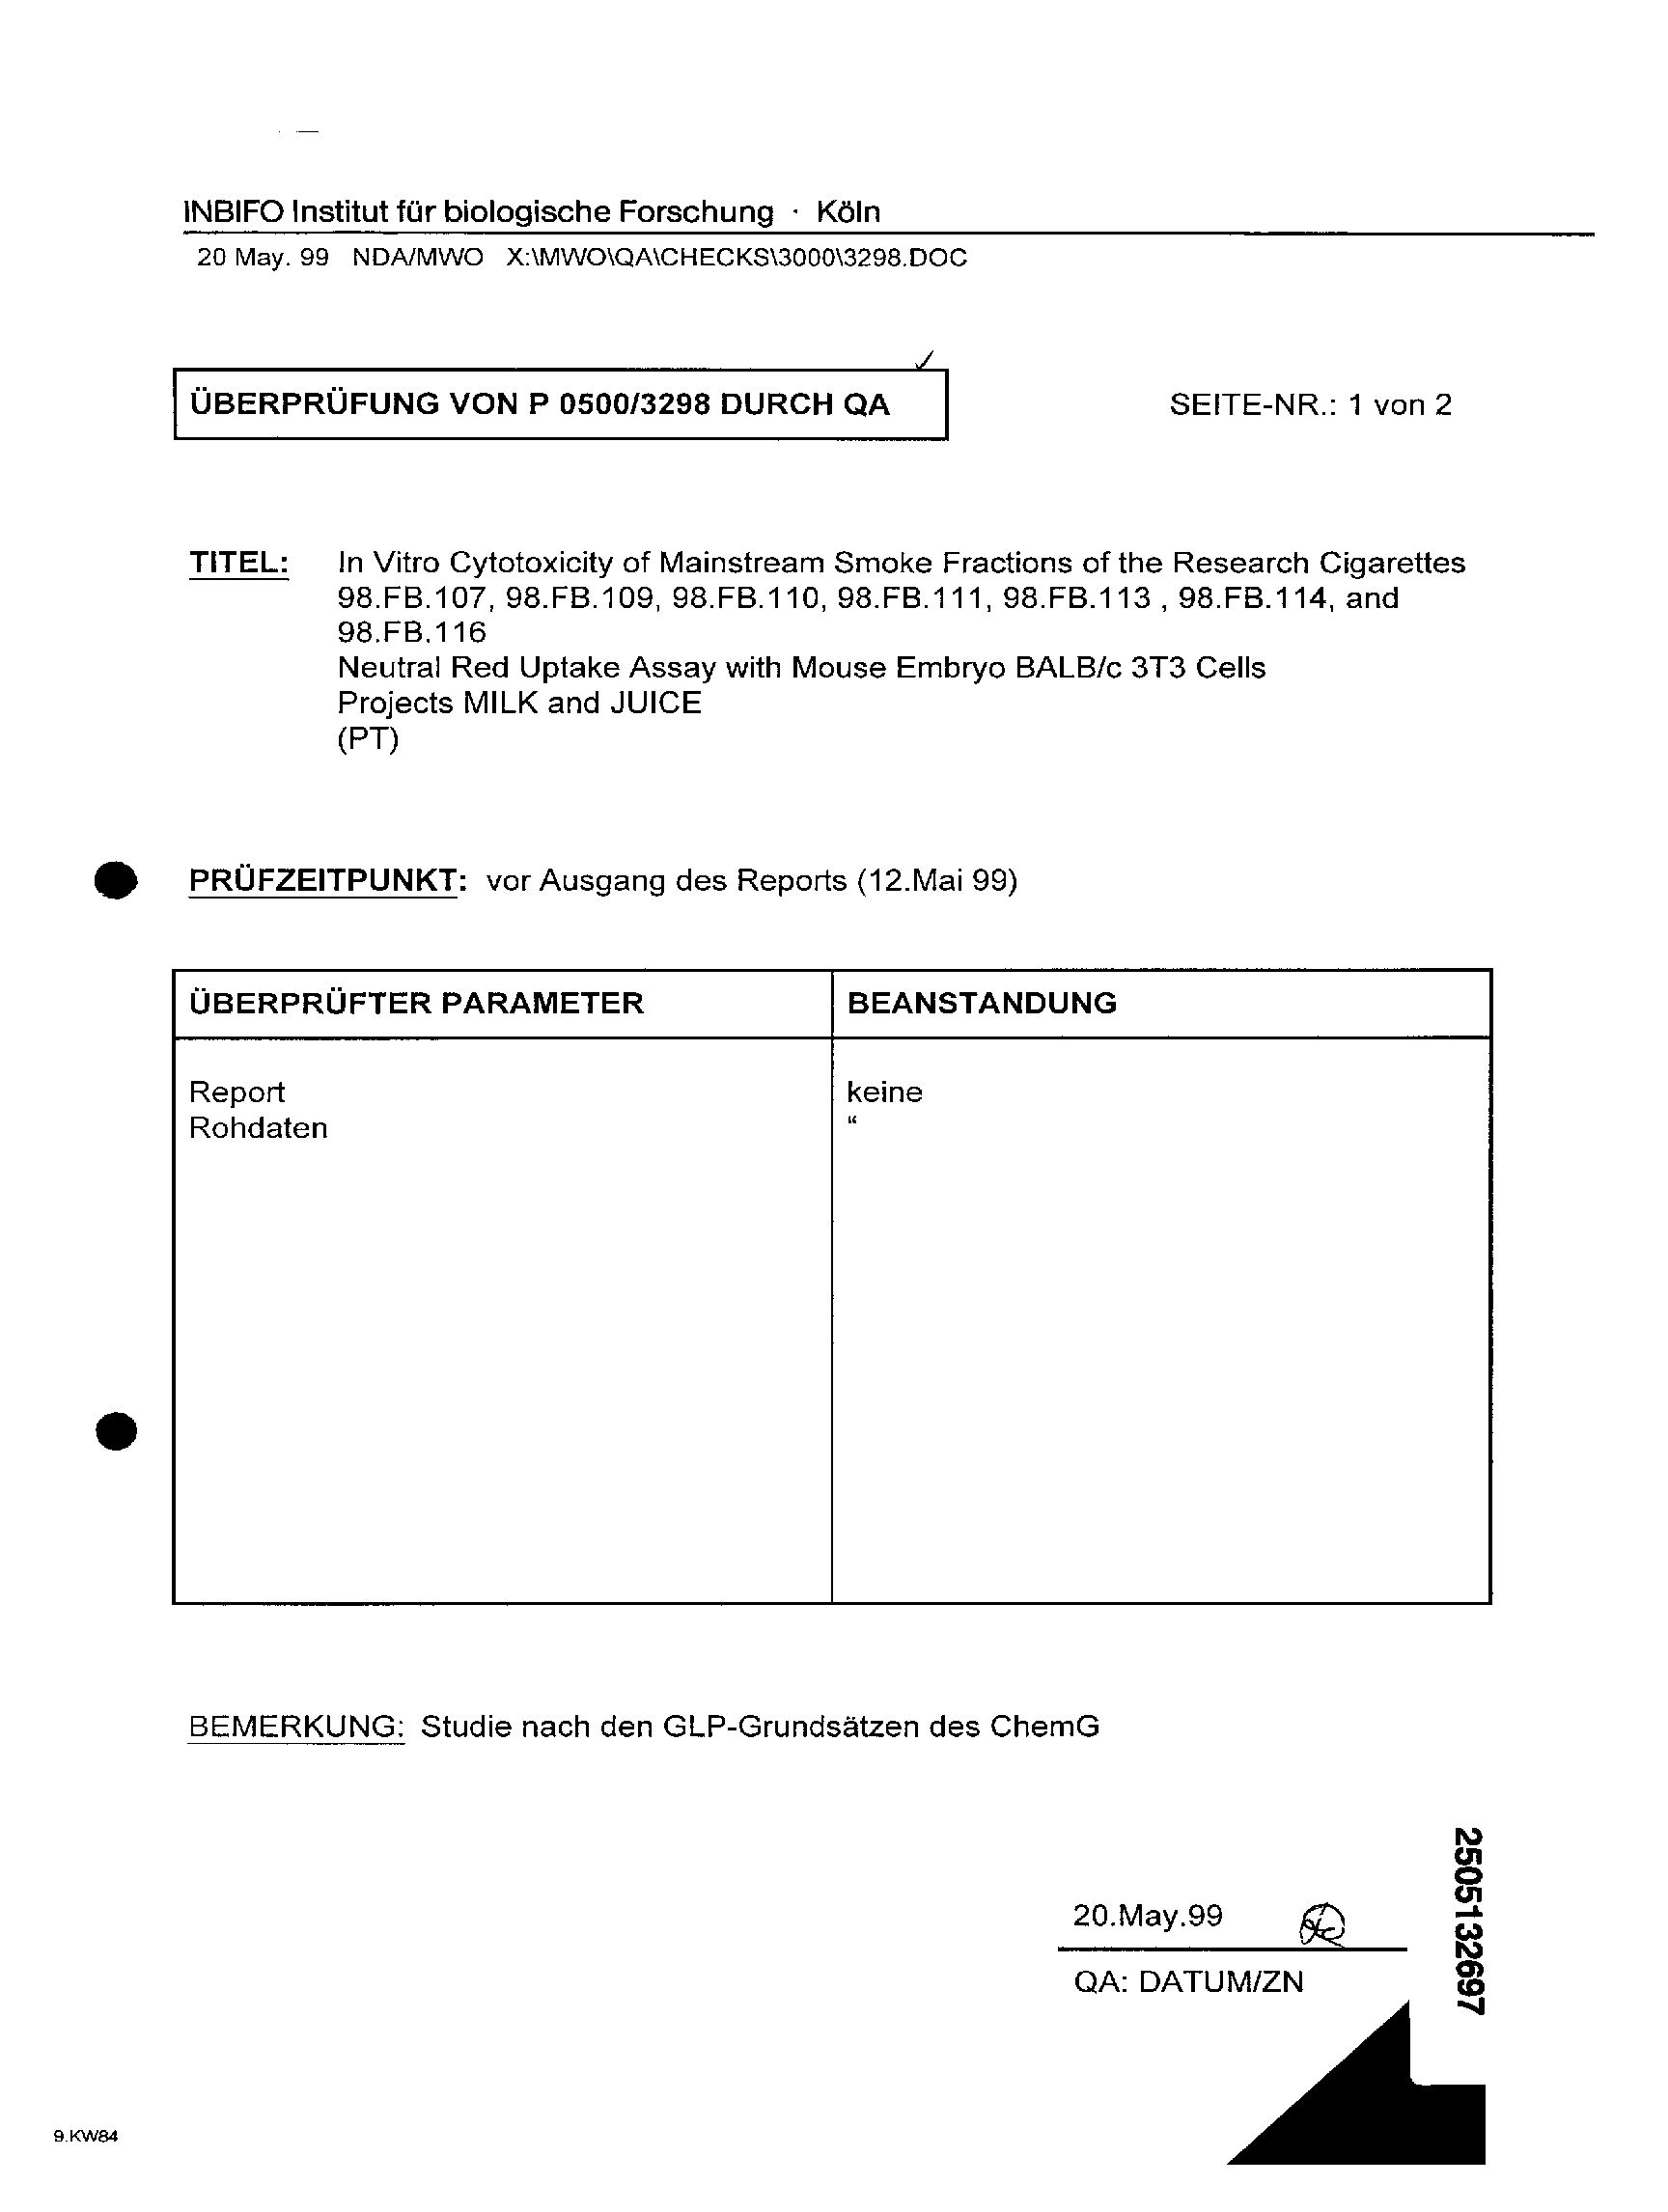 INBIFO Institut für biologische Forschung · Köln
20 May. 99 NDA/MWO X:\MWO\QA\CHECKS\3000\3298.DOC
ÜBERPRÜFUNG VON P 0500/3298 DURCH QA
SEITE-NR.: 1 von 2
TITEL: In Vitro Cytotoxicity of Mainstream Smoke Fractions of the Research Cigarettes
98.FB.107, 98.FB.109, 98.FB.110, 98.FB.111, 98.FB.113 , 98.FB.114, and
98.FB.116
Neutral Red Uptake Assay with Mouse Embryo BALB/c 3T3 Cells
Projects MILK and JUICE
(PT)
PRÜFZEITPUNKT: vor Ausgang des Reports (12.Mai 99)
ÜBERPRÜFTER PARAMETER BEANSTANDUNG
Report keine
Rohdaten “
BEMERKUNG: Studie nach den GLP-Grundsätzen des ChemG
20.May.99
QA: DATUM/ZN
2505132697
9.KW84